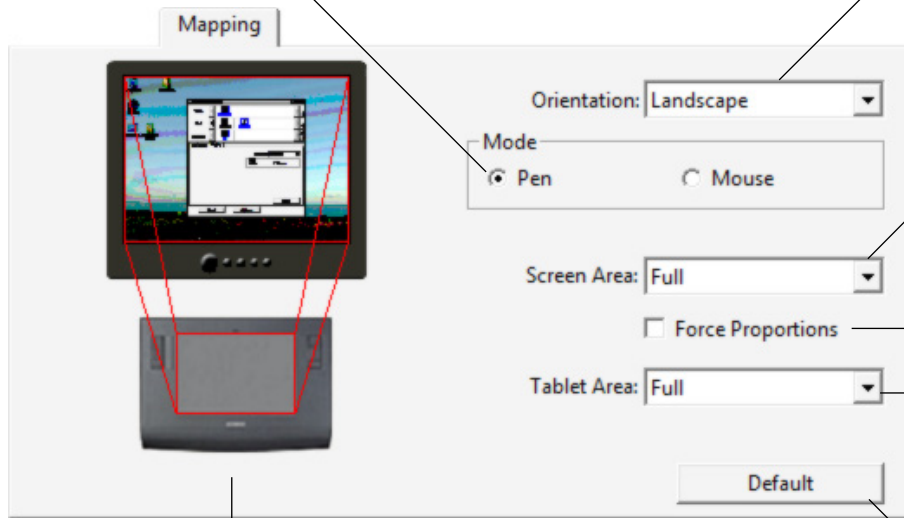 Mapping
Orientation: Landscape
Mode
Pen Mouse
Screen Area: Full
Force Proportions
Tablet Area: Full
Default